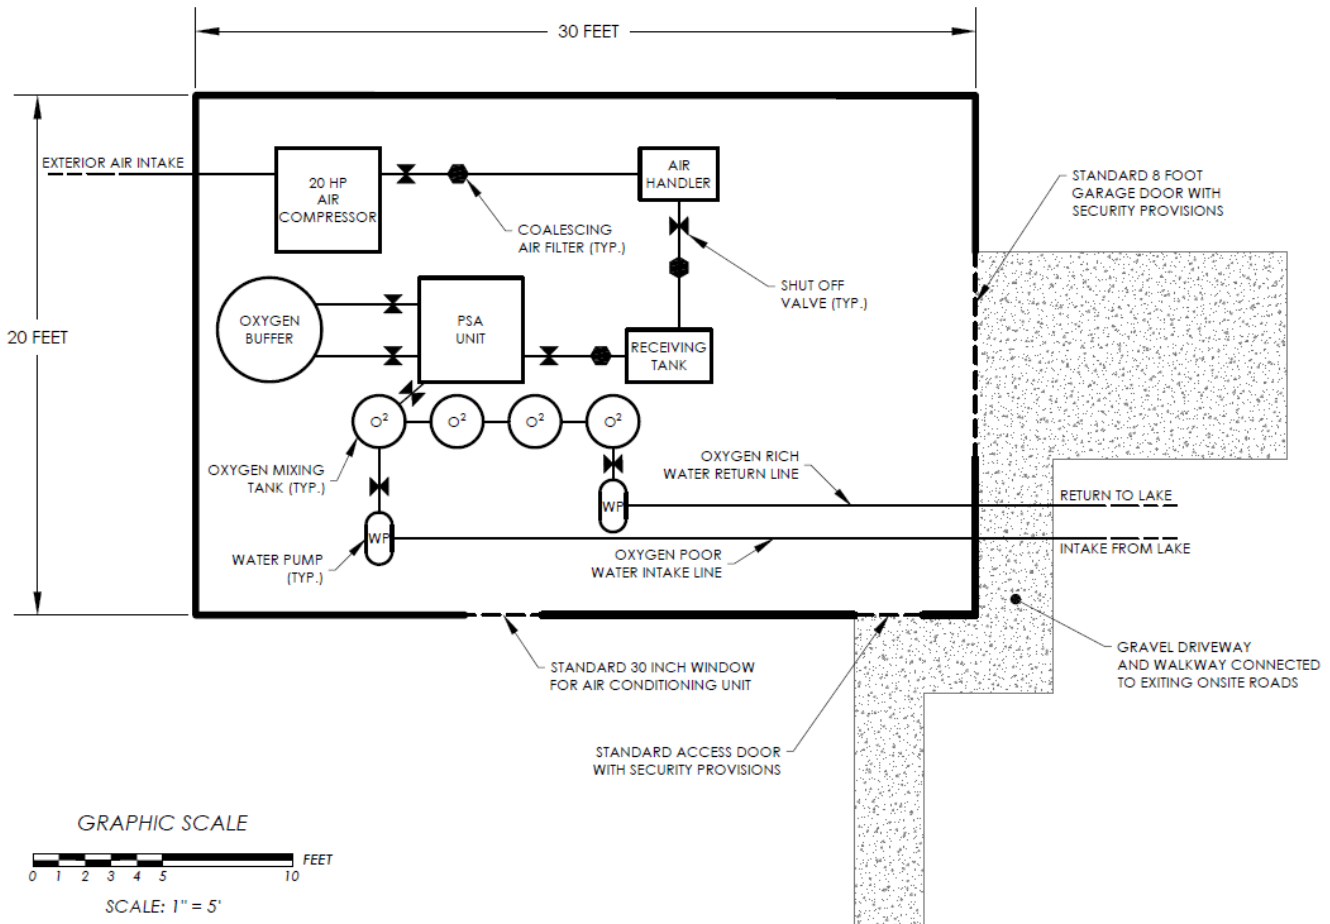 30 FEET
20 FEET
EXTERIOR AIR INTAKE
20 HP
AIR
COMPRESSOR
AIR
HANDLER
COALESCING
AIR FILTER (TYP.)
STANDARD 8 FOOT
GARAGE DOOR WITH
SECURITY PROVISIONS
SHUT OFF
VALVE (TYP.)
OXYGEN
BUFFER
PSA
UNIT
RECEIVING
TANK
O²
O²
O²
O²
OXYGEN MIXING
TANK (TYP.)
OXYGEN RICH
WATER RETURN LINE
WP
RETURN TO LAKE
WP
WATER PUMP
(TYP.)
OXYGEN POOR
WATER INTAKE LINE
INTAKE FROM LAKE
STANDARD 30 INCH WINDOW
FOR AIR CONDITIONING UNIT
GRAVEL DRIVEWAY
AND WALKWAY CONNECTED
TO EXITING ONSITE ROADS
STANDARD ACCESS DOOR
WITH SECURITY PROVISIONS
GRAPHIC SCALE
FEET
0 1 2 3 4 5 10
SCALE: 1" = 5'